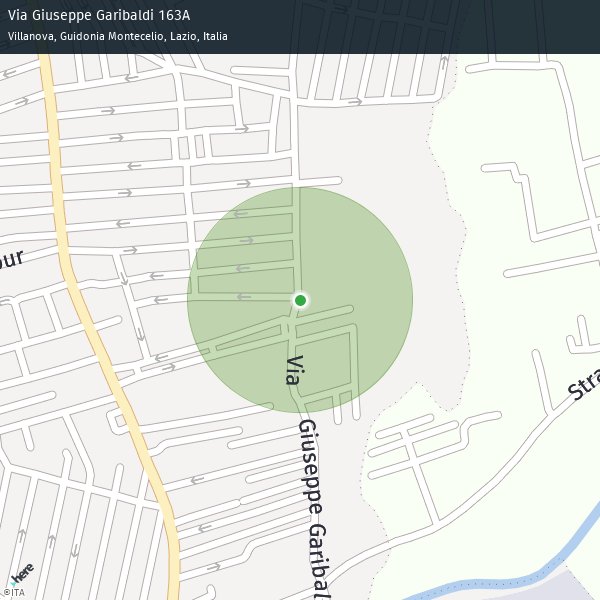 Via Giuseppe Garibaldi 163A
Villanova, Guidonia Montecelio, Lazio, Italia
our
Via
Giuseppe Garibal
Stra
here
©ITA